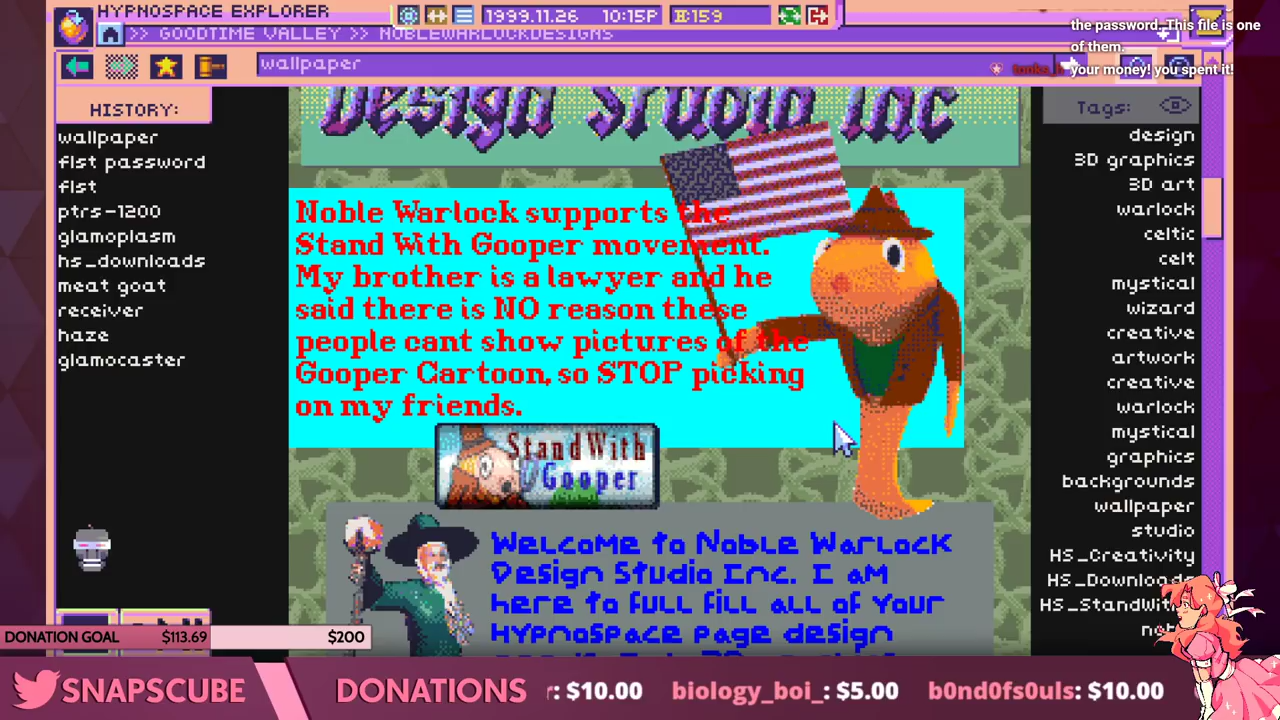 HYPNOSPACE EXPLORER
1999.11.26 10:15P
159
the password. This file is one
of them.
your money! you spent it!
>> GOODTIME VALLEY >> NOBLEWARLOCKDESIGNS
wallpaper
HISTORY:
wallpaper
flst password
flst
ptrs-1200
glamoplasm
hs_downloads
meat goat
receiver
haze
glamocaster
Design Studio Inc
Noble Warlock supports the
Stand With Gooper movement.
My brother is a lawyer and he
said there is NO reason these
people cant show pictures of the
Gooper Cartoon, so STOP picking
on my friends.
Stand With
Gooper
Welcome to Noble Warlock
Design Studio Inc. I am
here to full fill all of your
Hypnospace page design
Tags:
design
3D graphics
3D art
warlock
celtic
celt
mystical
wizard
creative
artwork
creative
warlock
mystical
graphics
backgrounds
wallpaper
studio
HS_Creativity
HS_Downloads
HS_StandWith
DONATION GOAL $113.69 $200
SNAPSCUBE DONATIONS : $10.00 biology_boi_: $5.00 b0nd0fs0uls: $10.00